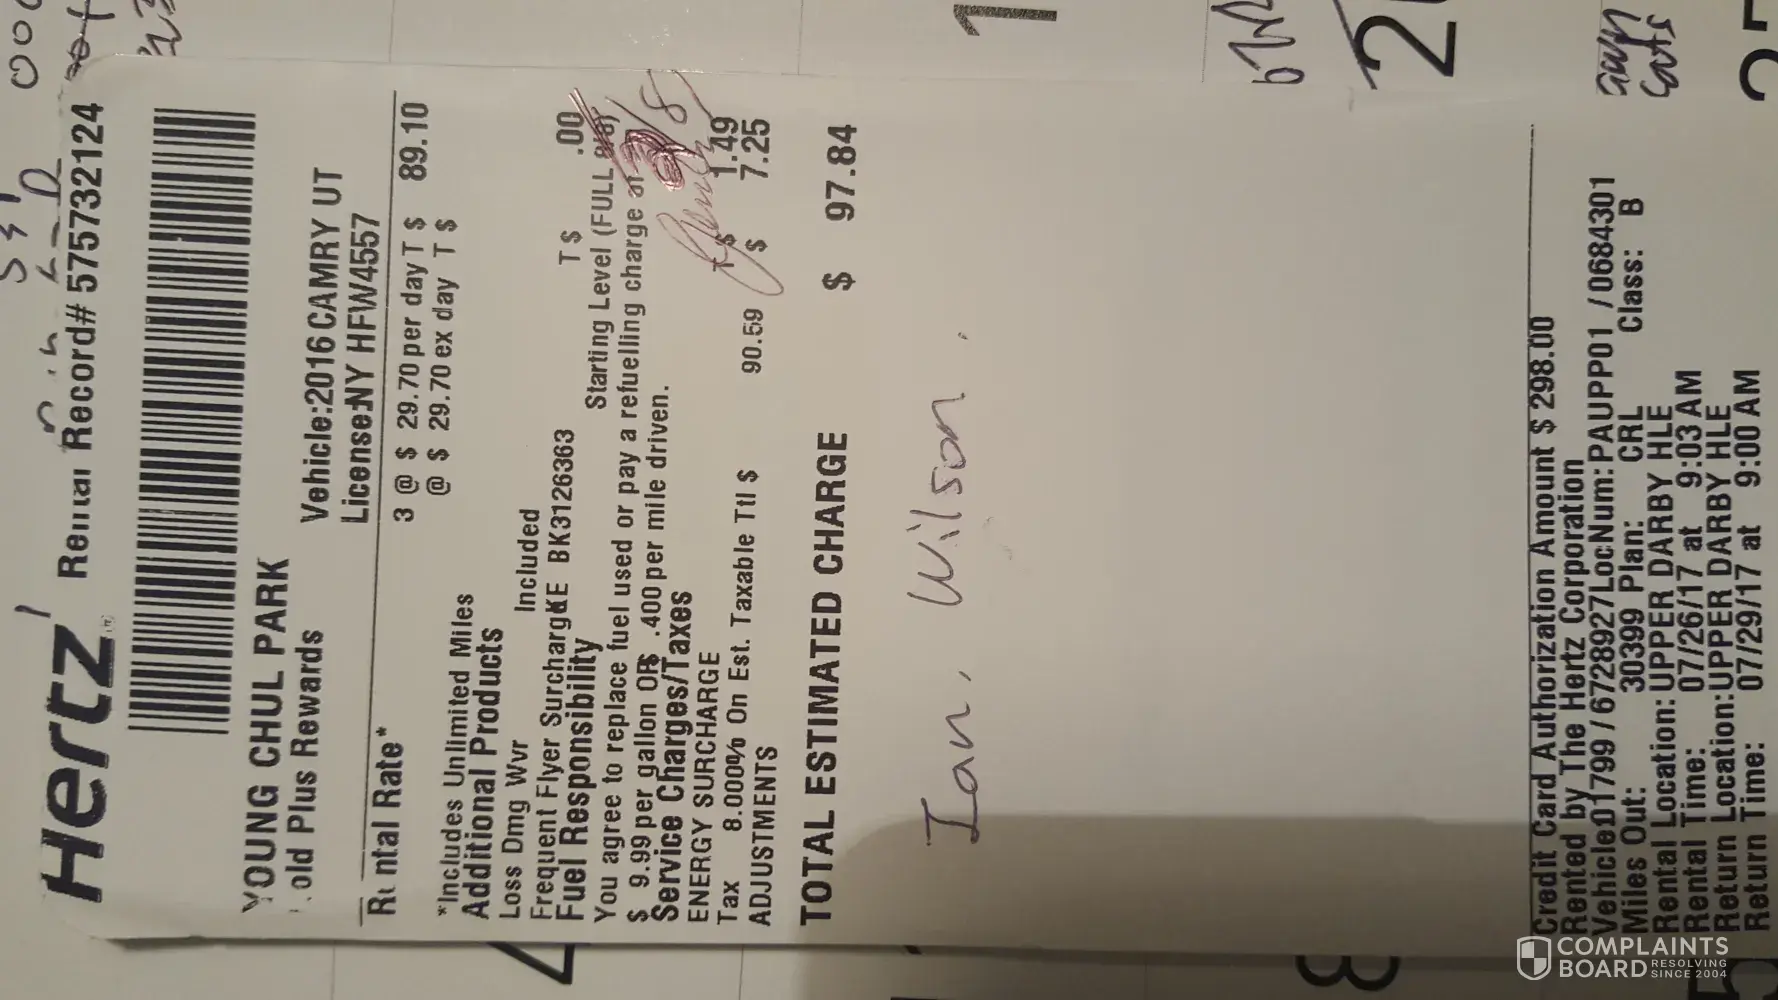 Hertz
Rental Record# 575732124
YOUNG CHUL PARK
old Plus Rewards
Vehicle:2016 CAMRY UT
License:NY HFW4557
Rental Rate* 3 @ $ 29.70 per day T $ 89.10
@ $ 29.70 ex day T $
*Includes Unlimited Miles
Additional Products
Loss Dmg Wvr Included
Frequent Flyer Surcharge KE BK3126363 T $ .00
Fuel Responsibility Starting Level (FULL
You agree to replace fuel used or pay a refuelling charge of
$ 9.99 per gallon OR $ .400 per mile driven.
Service Charges/Taxes
ENERGY SURCHARGE T $ 1.49
Tax 8.000% On Est. Taxable Ttl $ 90.59 $ 7.25
ADJUSTMENTS
TOTAL ESTIMATED CHARGE $ 97.84
Ian. Wilson.
Credit Card Authorization Amount $ 298.00
Rented by The Hertz Corporation
Vehicle:01799 / 6728927 LocNum: PAUPP01 / 0684301
Miles Out: 30399 Plan: CRL Class: B
Rental Location: UPPER DARBY HLE
Rental Time: 07/26/17 at 9:03 AM
Return Location: UPPER DARBY HLE
Return Time: 07/29/17 at 9:00 AM
COMPLAINTS
BOARD RESOLVING
SINCE 2004